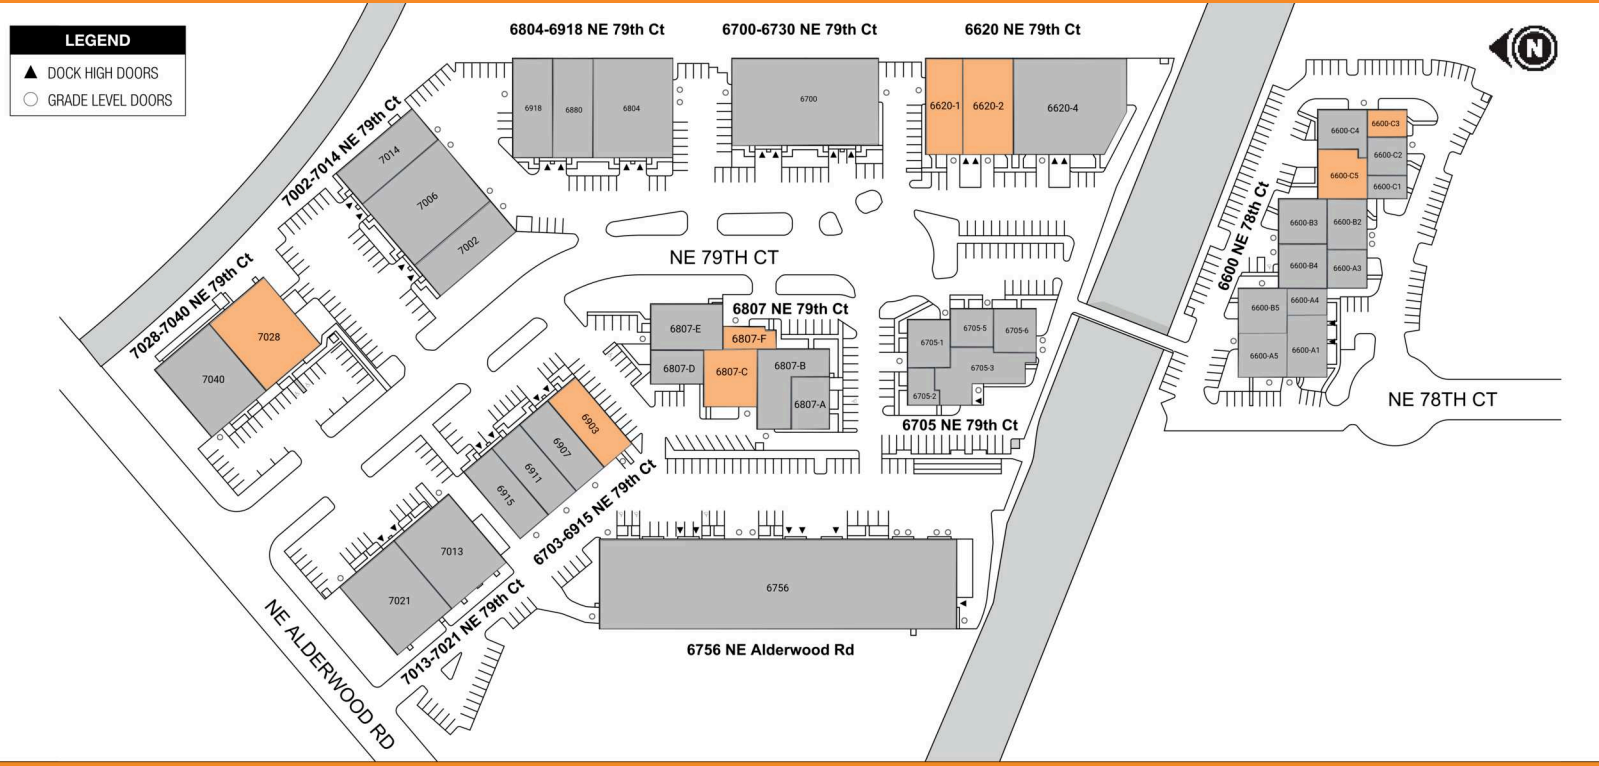 LEGEND
DOCK HIGH DOORS
GRADE LEVEL DOORS
6804-6918 NE 79th Ct
6700-6730 NE 79th Ct
6620 NE 79th Ct
N
6918
6880
6804
6700
6620-1
6620-2
6620-4
7002-7014 NE 79th Ct
7014
7006
7002
6600 NE 78th Ct
6600-C4
6600-C3
6600-C2
6600-C5
6600-C1
6600-B3
6600-B2
6600-B4
6600-A3
6600-B5
6600-A4
6600-A5
6600-A1
NE 79TH CT
7028-7040 NE 79th Ct
7028
7040
6807 NE 79th Ct
6807-E
6807-F
6807-D
6807-C
6807-B
6807-A
6705-1
6705-5
6705-6
6705-3
6705-2
6705 NE 79th Ct
NE 78TH CT
6903
6907
6911
6915
6703-6915 NE 79th Ct
7013
7021
7013-7021 NE 79th Ct
6756
6756 NE Alderwood Rd
NE ALDERWOOD RD